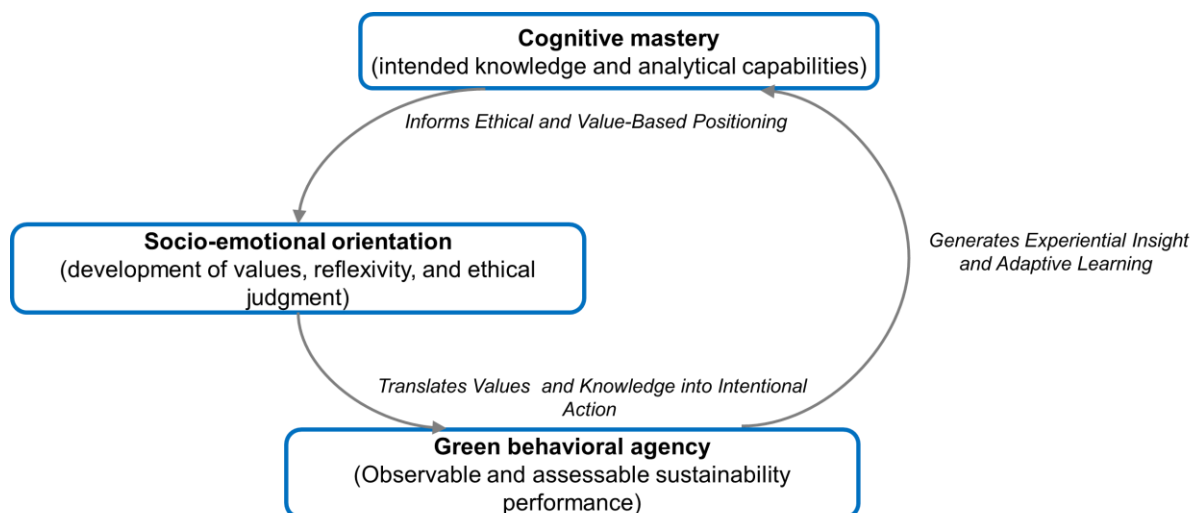 Cognitive mastery
(intended knowledge and analytical capabilities)
Informs Ethical and Value-Based Positioning
Socio-emotional orientation
(development of values, reflexivity, and ethical
judgment)
Generates Experiential Insight
and Adaptive Learning
Translates Values and Knowledge into Intentional
Action
Green behavioral agency
(Observable and assessable sustainability
performance)